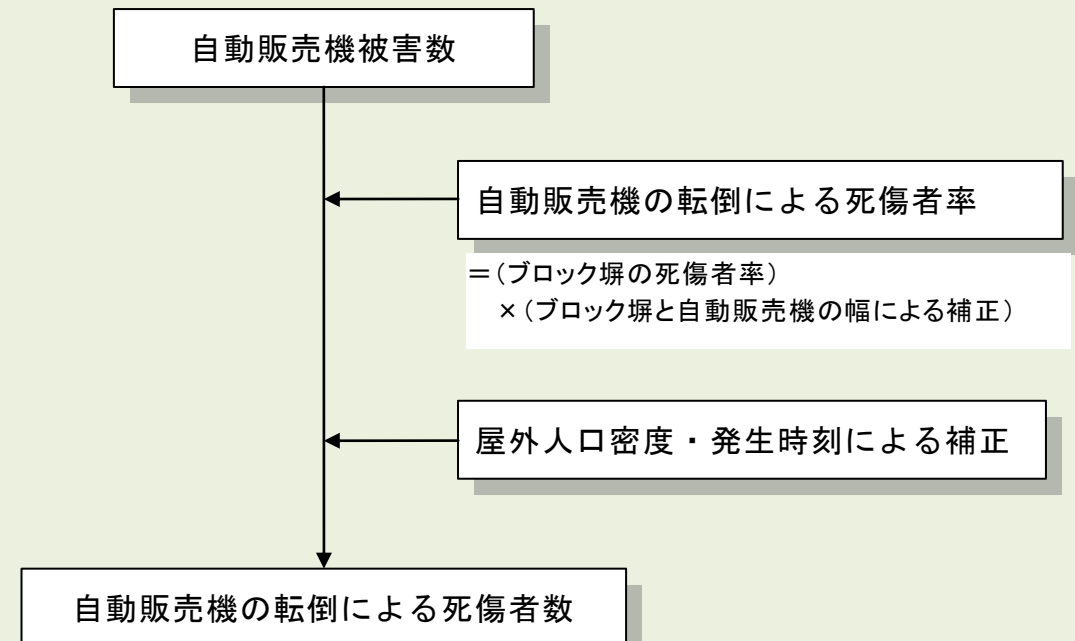 自動販売機被害数
自動販売機の転倒による死傷者率
＝（ブロック塀の死傷者率）
×（ブロック塀と自動販売機の幅による補正）
屋外人口密度・発生時刻による補正
自動販売機の転倒による死傷者数